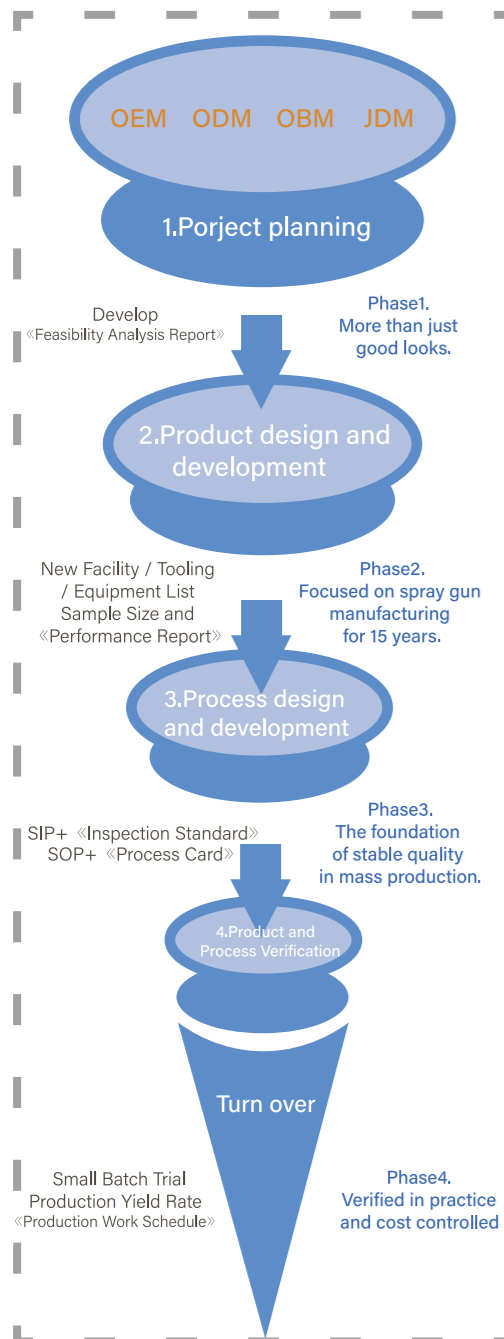 OEM ODM OBM JDM
1.Porject planning
Develop
«Feasibility Analysis Report»
Phase1.
More than just
good looks.
2.Product design and
development
New Facility / Tooling
/ Equipment List
Sample Size and
«Performance Report»
Phase2.
Focused on spray gun
manufacturing
for 15 years.
3.Process design
and development
SIP+ «Inspection Standard»
SOP+ «Process Card»
Phase3.
The foundation
of stable quality
in mass production.
4.Product and
Process Verification
Turn over
Small Batch Trial
Production Yield Rate
«Production Work Schedule»
Phase4.
Verified in practice
and cost controlled